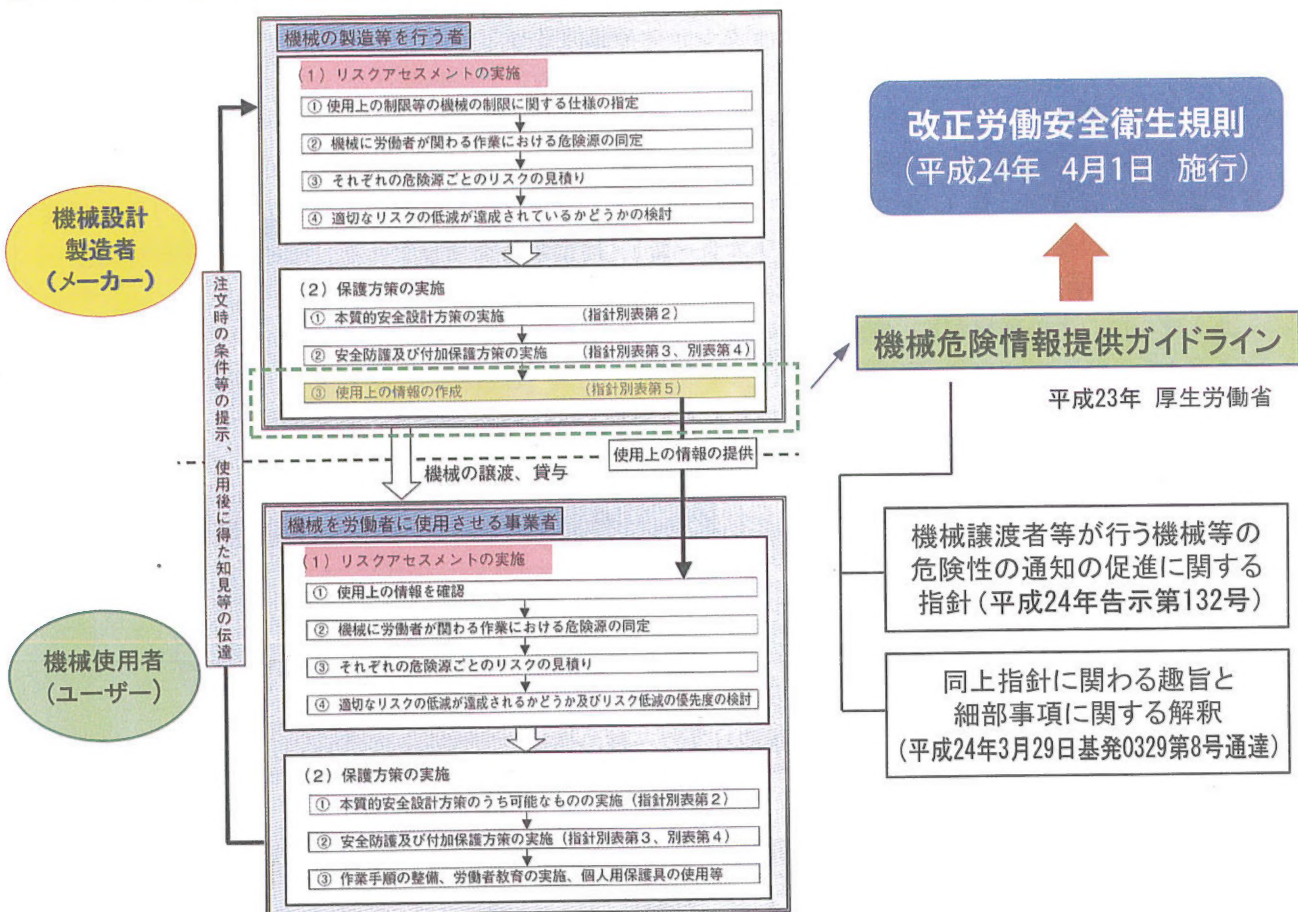 機械の製造等を行う者
(1) リスクアセスメントの実施
① 使用上の制限等の機械の制限に関する仕様の指定
② 機械に労働者が関わる作業における危険源の同定
③ それぞれの危険源ごとのリスクの見積り
④ 適切なリスクの低減が達成されているかどうかの検討
(2) 保護方策の実施
① 本質的安全設計方策の実施 (指針別表第2)
② 安全防護及び付加保護方策の実施 (指針別表第3、別表第4)
③ 使用上の情報の作成 (指針別表第5)
機械設計
製造者
(メーカー)
注文時の条件等の提示、使用後に得た知見等の伝達
機械の譲渡、貸与
使用上の情報の提供
機械使用者
(ユーザー)
機械を労働者に使用させる事業者
(1) リスクアセスメントの実施
① 使用上の情報を確認
② 機械に労働者が関わる作業における危険源の同定
③ それぞれの危険源ごとのリスクの見積り
④ 適切なリスクの低減が達成されるかどうか及びリスク低減の優先度の検討
(2) 保護方策の実施
① 本質的安全設計方策のうち可能なものの実施 (指針別表第2)
② 安全防護及び付加保護方策の実施 (指針別表第3、別表第4)
③ 作業手順の整備、労働者教育の実施、個人用保護具の使用等
改正労働安全衛生規則
(平成24年 4月1日 施行)
機械危険情報提供ガイドライン
平成23年 厚生労働省
機械譲渡者等が行う機械等の
危険性の通知の促進に関する
指針(平成24年告示第132号)
同上指針に関わる趣旨と
細部事項に関する解釈
(平成24年3月29日基発0329第8号通達)